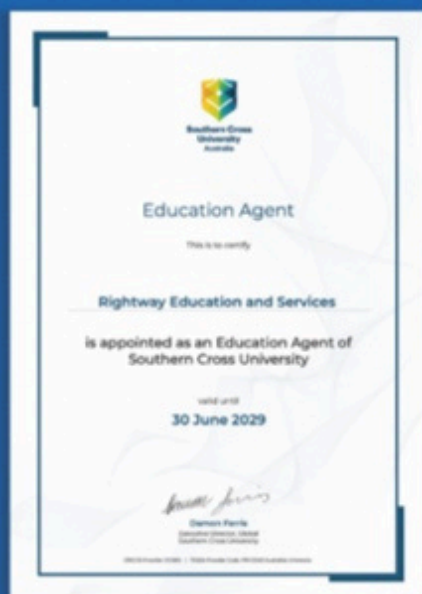 Southern Cross
University
Australia
Education Agent
This is to certify
Rightway Education and Services
is appointed as an Education Agent of
Southern Cross University
valid until
30 June 2029
Damon Ferris
Executive Director, Global
Southern Cross University